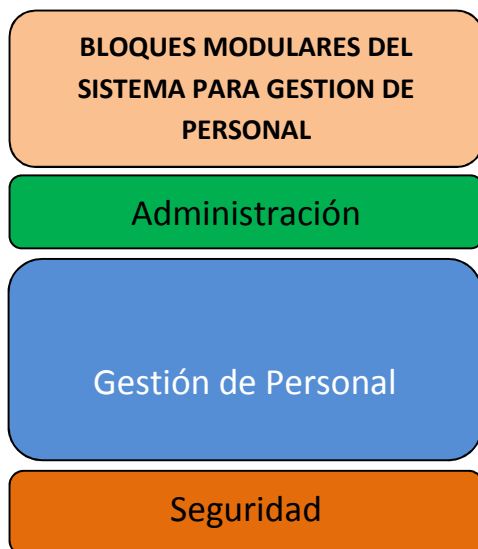 BLOQUES MODULARES DEL
SISTEMA PARA GESTION DE
PERSONAL
Administración
Gestión de Personal
Seguridad